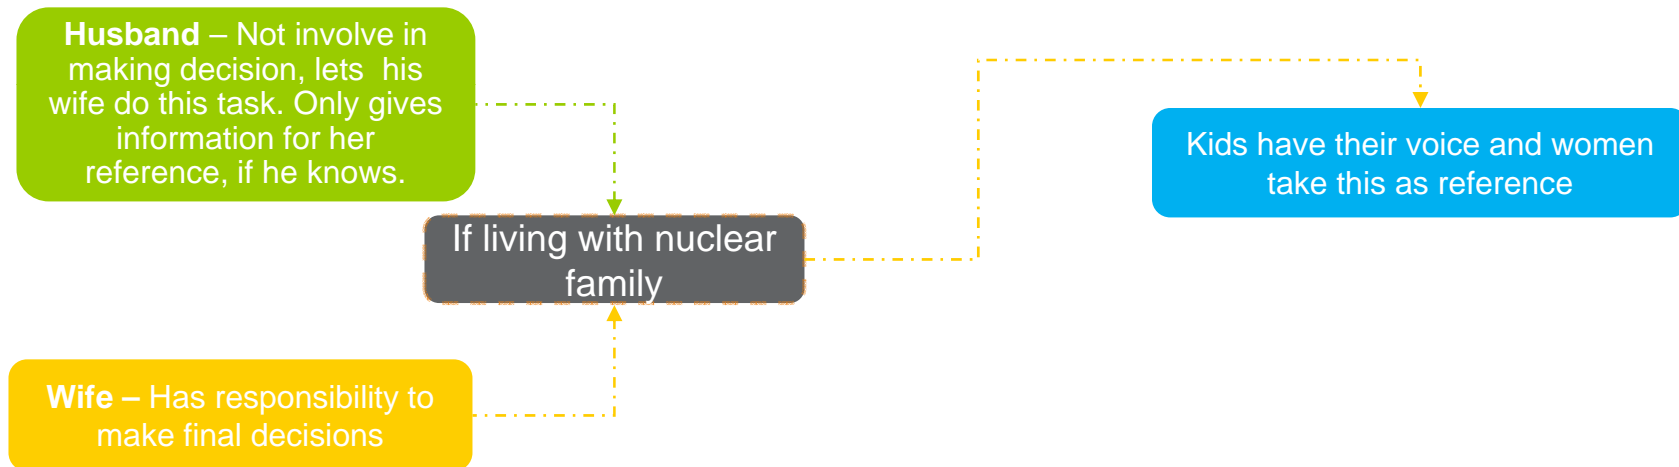 Husband – Not involve in
making decision, lets his
wife do this task. Only gives
information for her
reference, if he knows.
Kids have their voice and women
take this as reference
If living with nuclear
family
Wife – Has responsibility to
make final decisions